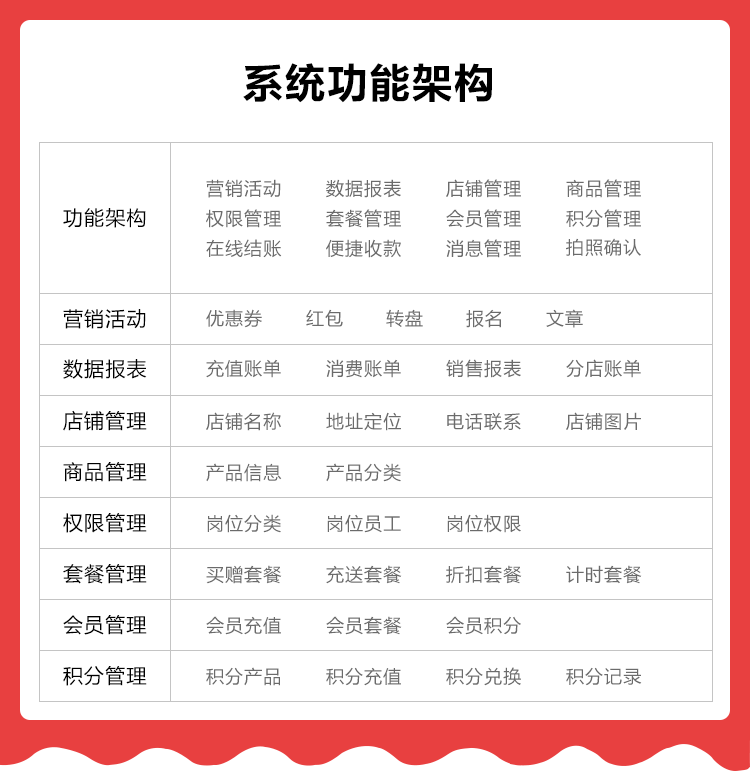 系统功能架构
功能架构
营销活动 数据报表 店铺管理 商品管理
权限管理 套餐管理 会员管理 积分管理
在线结账 便捷收款 消息管理 拍照确认
营销活动 优惠券 红包 转盘 报名 文章
数据报表 充值账单 消费账单 销售报表 分店账单
店铺管理 店铺名称 地址定位 电话联系 店铺图片
商品管理 产品信息 产品分类
权限管理 岗位分类 岗位员工 岗位权限
套餐管理 买赠套餐 充送套餐 折扣套餐 计时套餐
会员管理 会员充值 会员套餐 会员积分
积分管理 积分产品 积分充值 积分兑换 积分记录